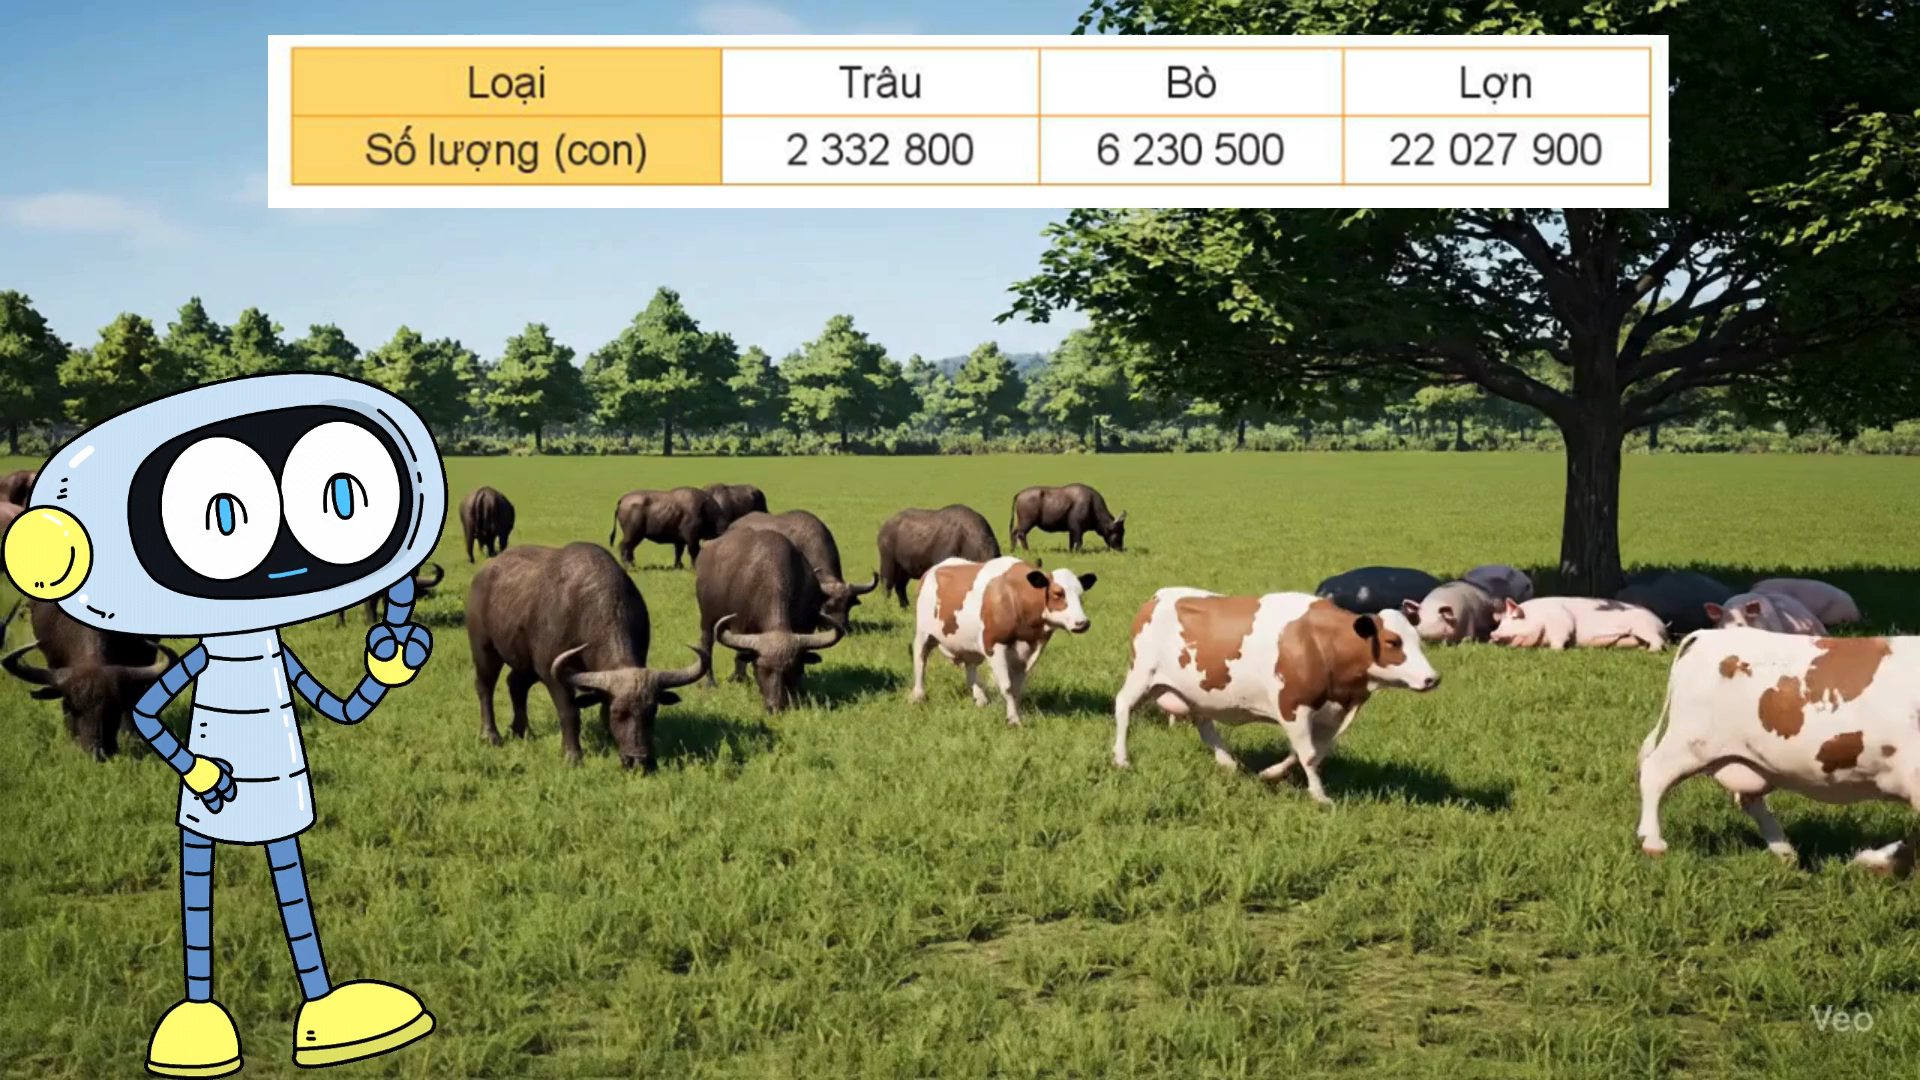 Loại Trâu Bò Lợn
Số lượng (con) 2 332 800 6 230 500 22 027 900
Veo